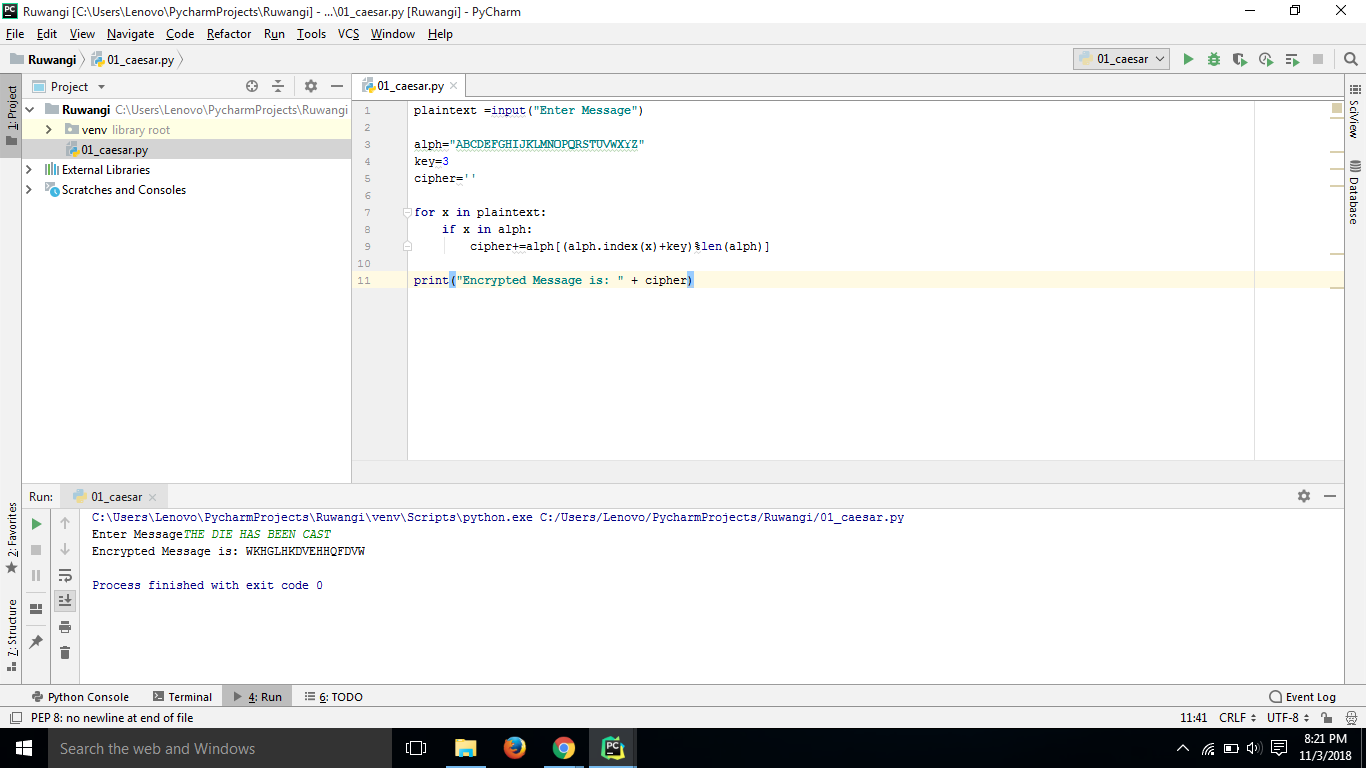 Ruwangi [C:\Users\Lenovo\PycharmProjects\Ruwangi] - ...\01_caesar.py [Ruwangi] - PyCharm
File Edit View Navigate Code Refactor Run Tools VCS Window Help
Ruwangi 01_caesar.py 01_caesar
1: Project
Project
Ruwangi C:\Users\Lenovo\PycharmProjects\Ruwangi
venv library root
01_caesar.py
External Libraries
Scratches and Consoles
01_caesar.py
1 plaintext =input("Enter Message")
2
3 alph="ABCDEFGHIJKLMNOPQRSTUVWXYZ"
4 key=3
5 cipher=''
6
7 for x in plaintext:
8 if x in alph:
9 cipher+=alph[(alph.index(x)+key)%len(alph)]
10
11 print("Encrypted Message is: " + cipher)
SciView
Database
Run: 01_caesar
C:\Users\Lenovo\PycharmProjects\Ruwangi\venv\Scripts\python.exe C:/Users/Lenovo/PycharmProjects/Ruwangi/01_caesar.py
Enter MessageTHE DIE HAS BEEN CAST
Encrypted Message is: WKHGLHKDVEHHQFDVW
Process finished with exit code 0
2: Favorites
7: Structure
Python Console Terminal 4: Run 6: TODO Event Log
PEP 8: no newline at end of file 11:41 CRLF UTF-8
Search the web and Windows
8:21 PM
11/3/2018